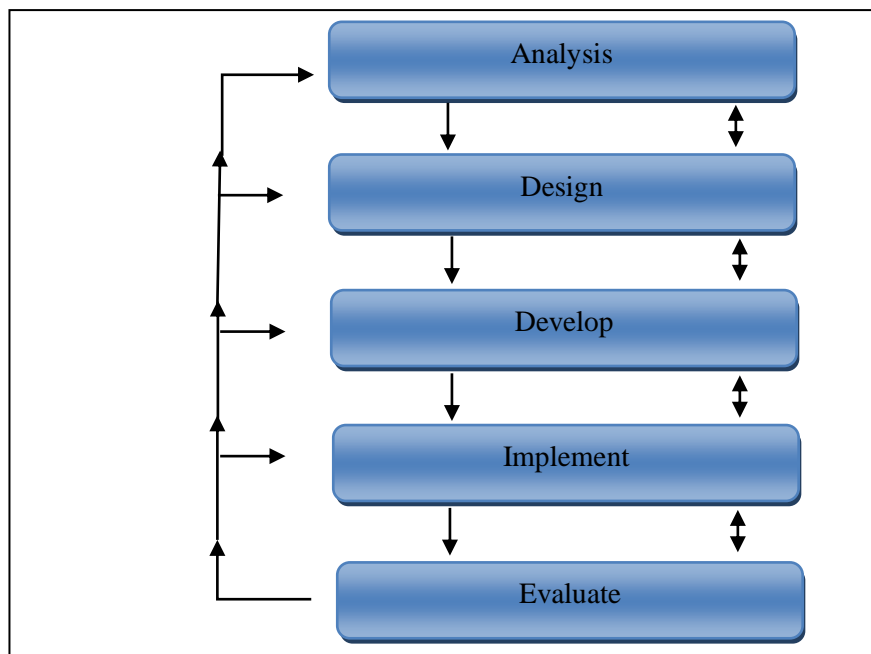 Analysis
Design
Develop
Implement
Evaluate